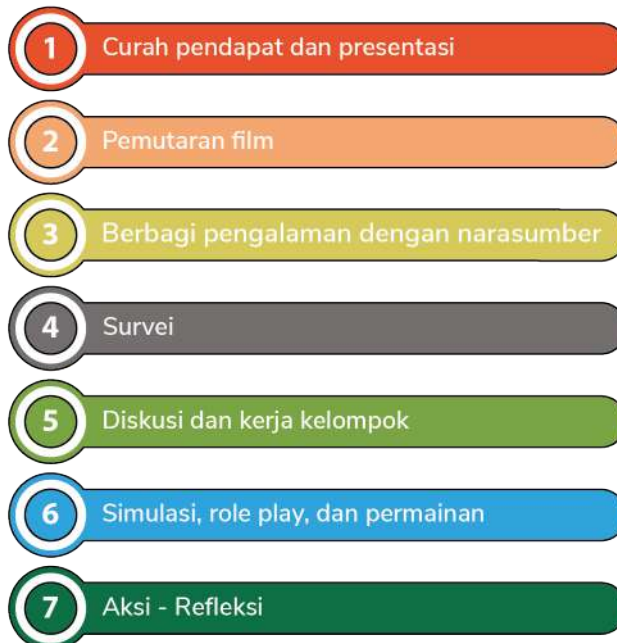 1 Curah pendapat dan presentasi
2 Pemutaran film
3 Berbagi pengalaman dengan narasumber
4 Survei
5 Diskusi dan kerja kelompok
6 Simulasi, role play, dan permainan
7 Aksi - Refleksi